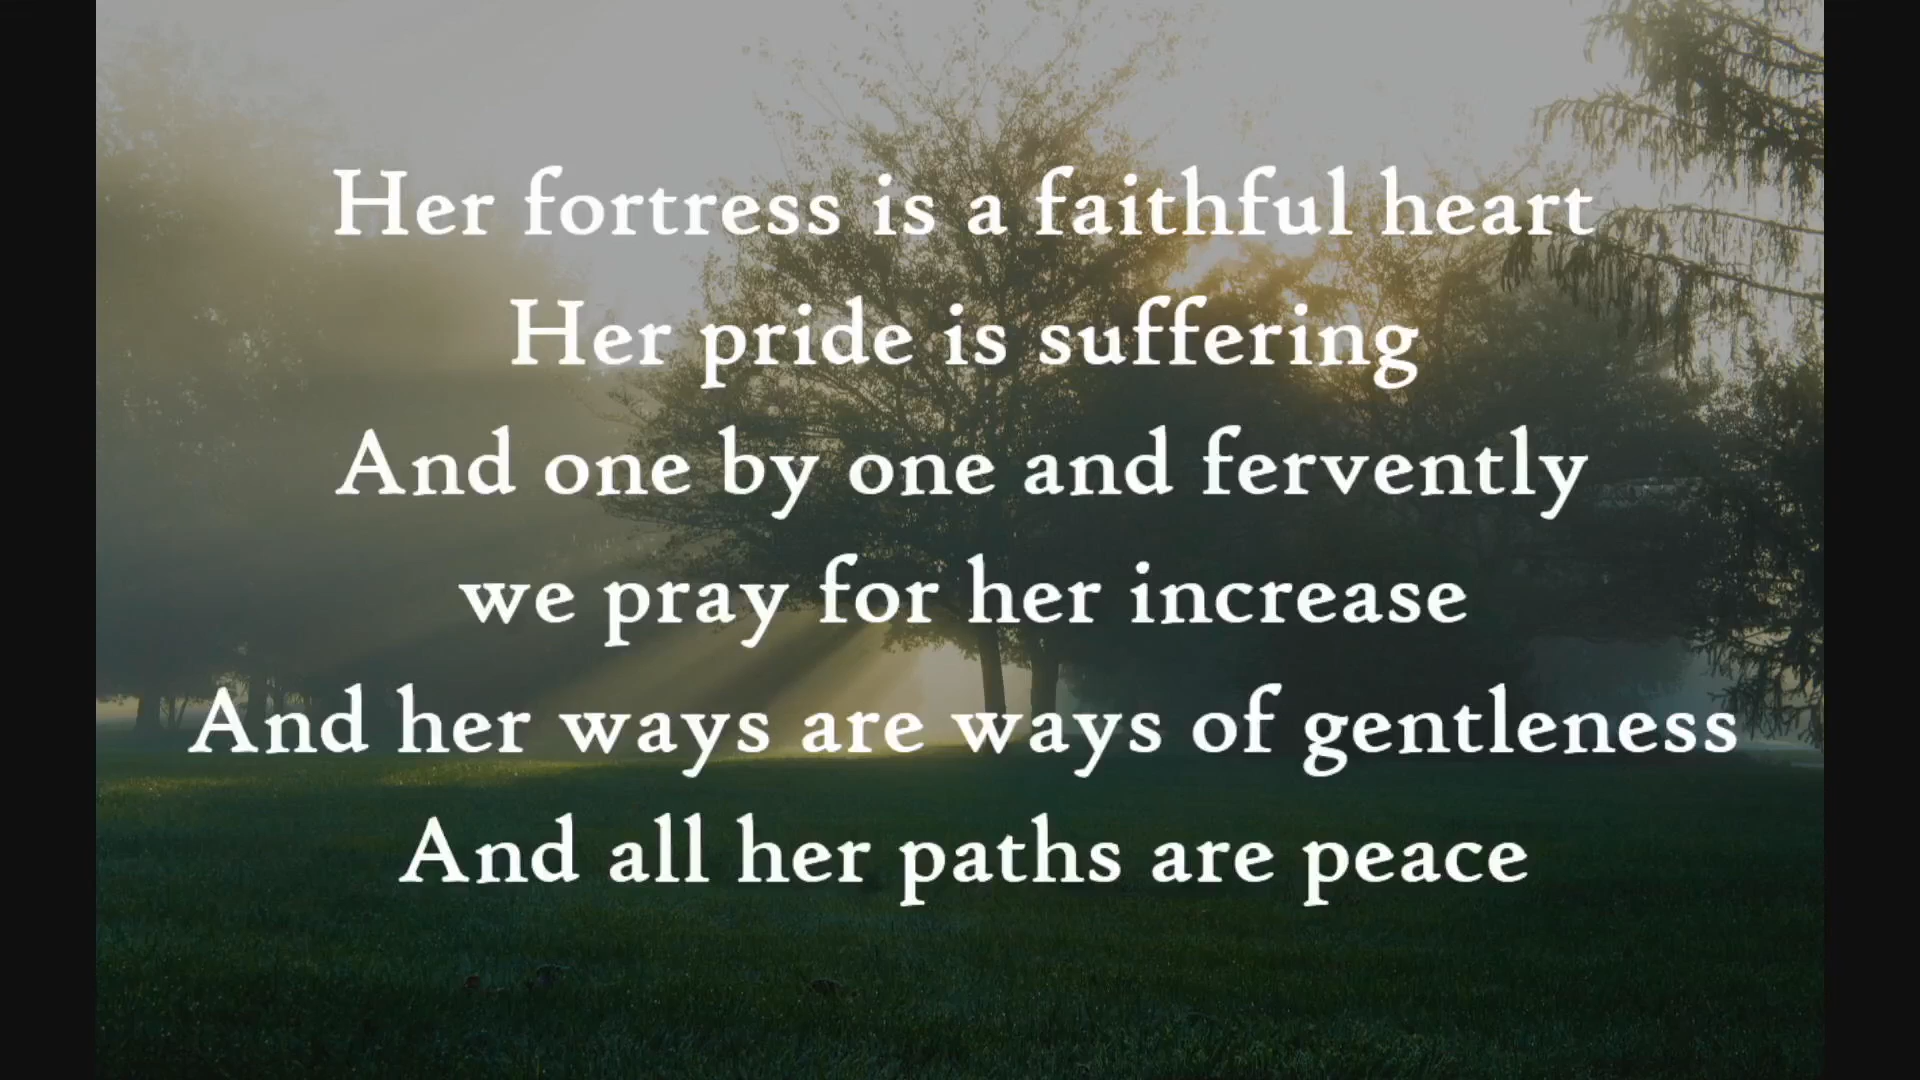 Her fortress is a faithful heart
Her pride is suffering
And one by one and fervently
we pray for her increase
And her ways are ways of gentleness
And all her paths are peace